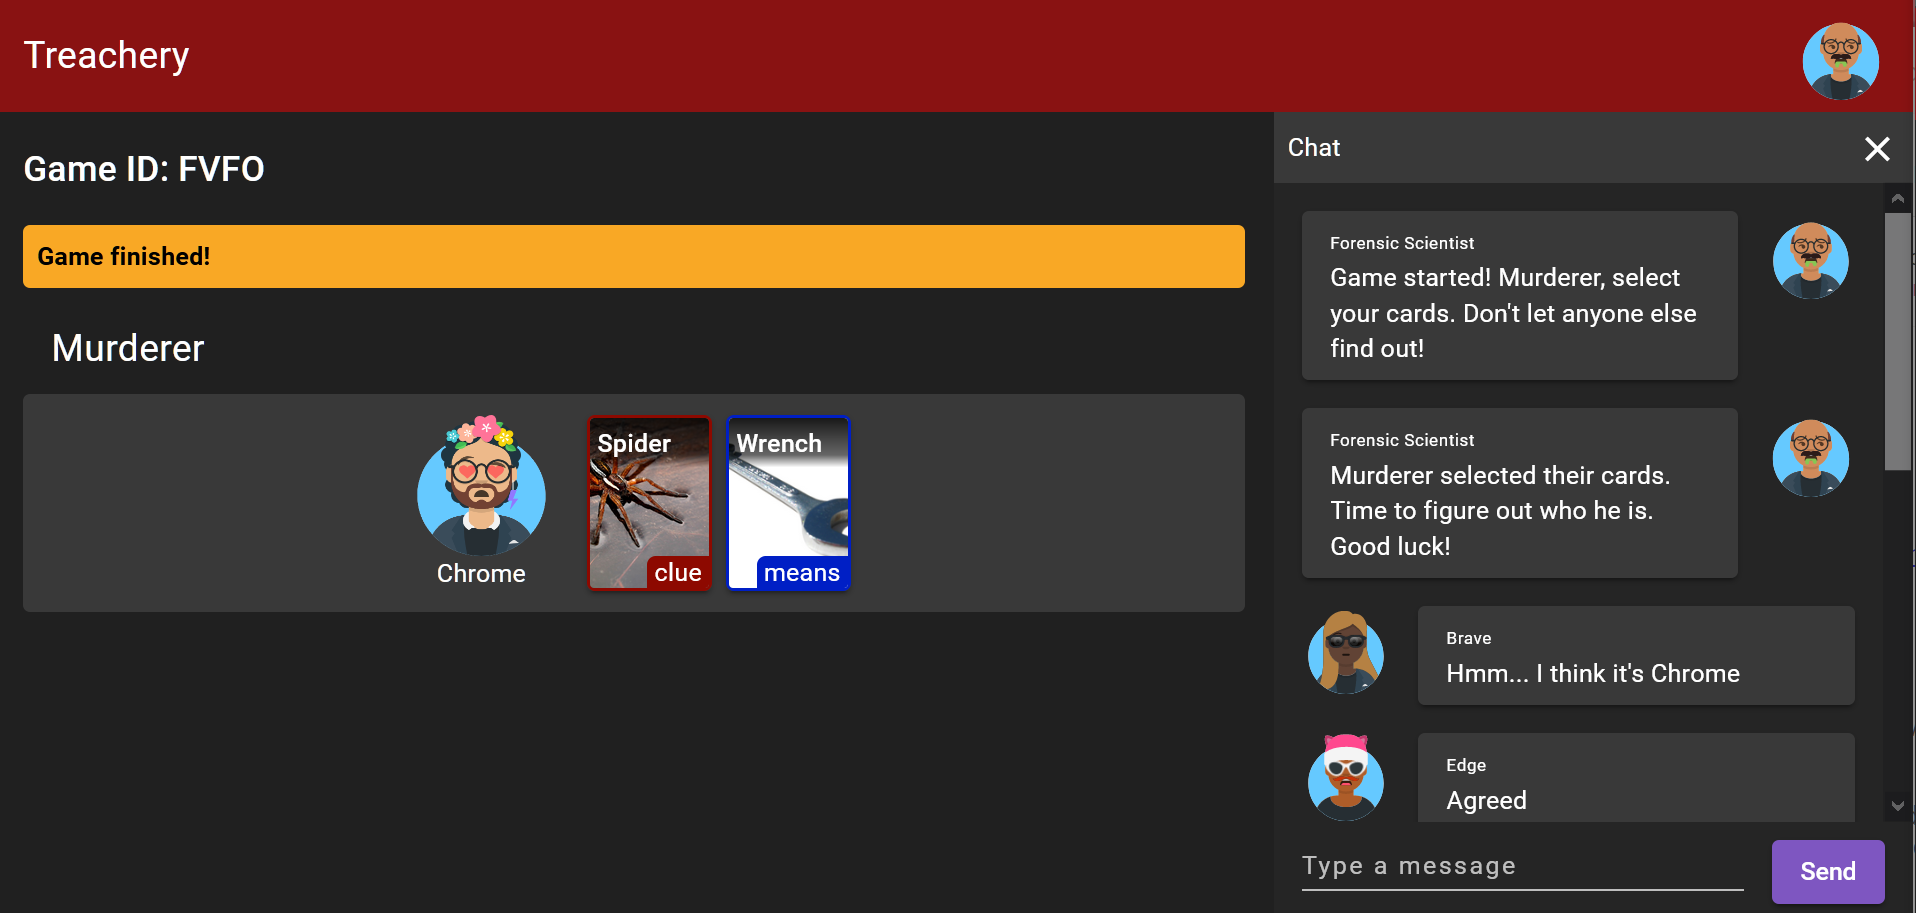 Treachery
Game ID: FVFO
Game finished!
Murderer
Chrome
Spider
clue
Wrench
means
Chat
Forensic Scientist
Game started! Murderer, select
your cards. Don't let anyone else
find out!
Forensic Scientist
Murderer selected their cards.
Time to figure out who he is.
Good luck!
Brave
Hmm... I think it's Chrome
Edge
Agreed
Type a message
Send